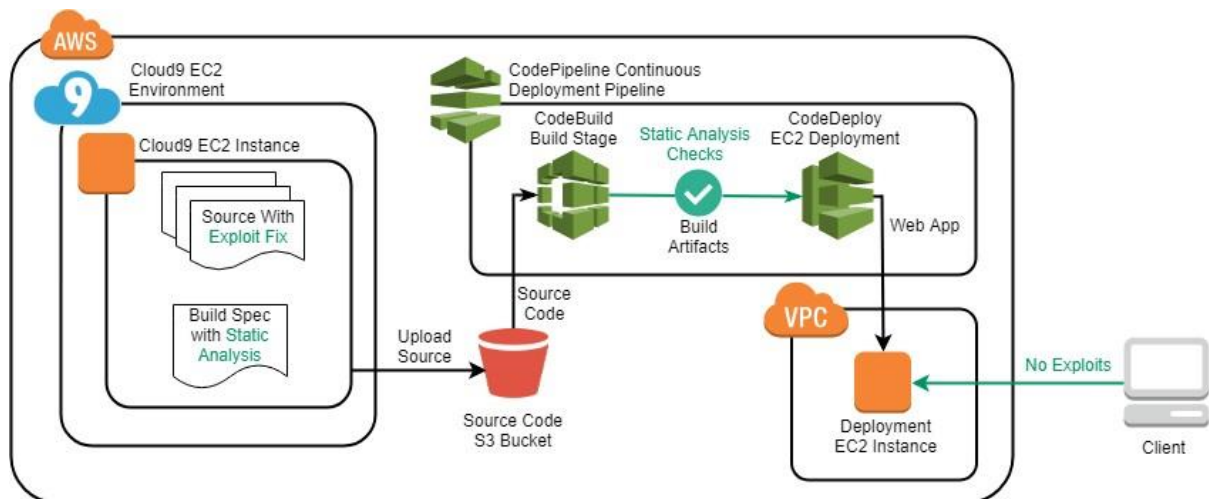 AWS
Cloud9 EC2
Environment
9
Cloud9 EC2 Instance
Source With
Exploit Fix
Build Spec
with Static
Analysis
Upload
Source
Source Code
S3 Bucket
Source
Code
CodePipeline Continuous
Deployment Pipeline
CodeBuild
Build Stage
Static Analysis
Checks
Build
Artifacts
CodeDeploy
EC2 Deployment
Web App
VPC
Deployment
EC2 Instance
No Exploits
Client